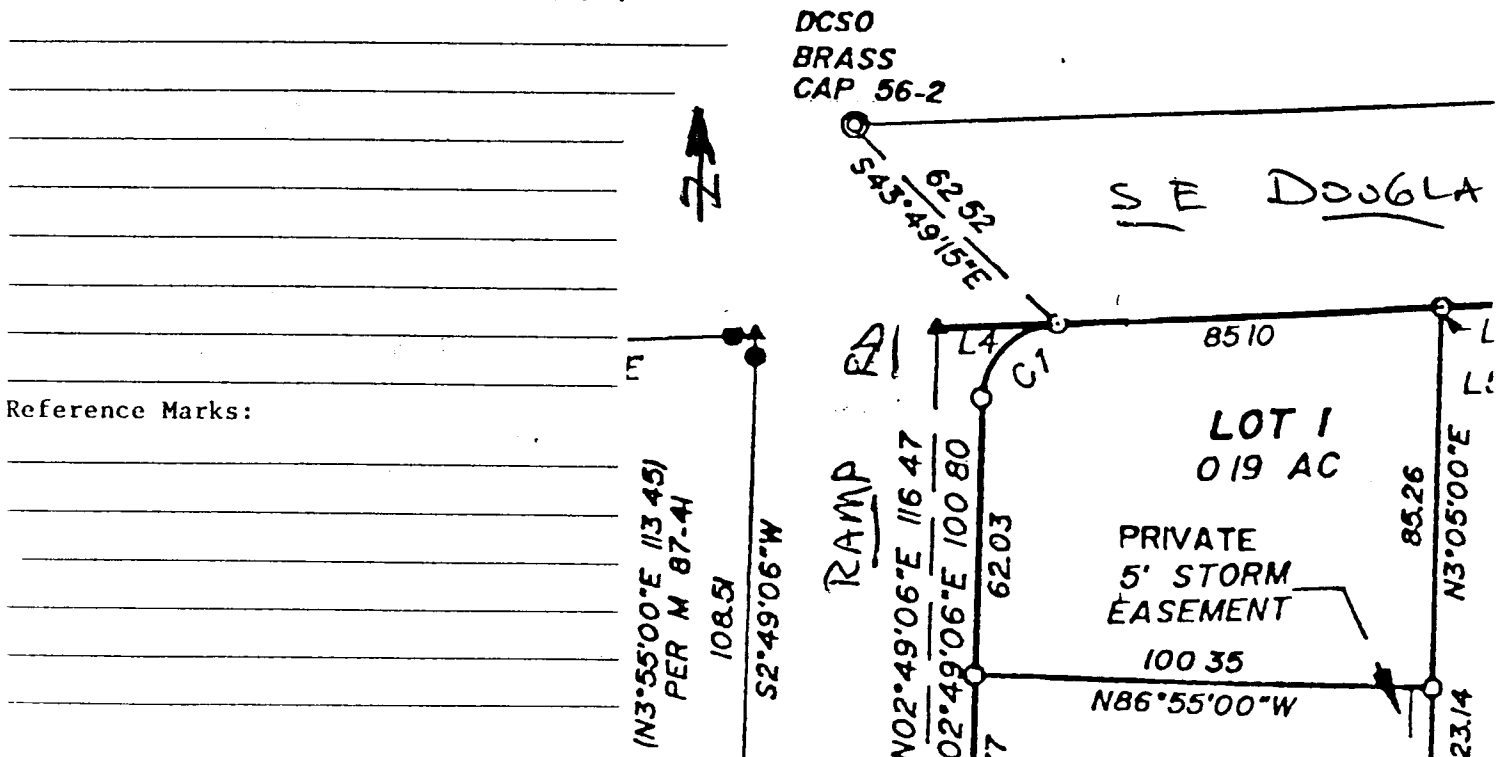 DCSO
BRASS
CAP 56-2
62 52
S43°49'15"E
S E DOUGLA
L4
C1
85 10
LOT 1
0 19 AC
Reference Marks:
(N3°55'00"E 113 45)
PER M 87-41
108.51
S2°49'06"W
RAMP
N02°49'06"E 116 47
02°49'06"E 100 80
62.03
PRIVATE
5' STORM
EASEMENT
85.26
N3°05'00"E
100 35
N86°55'00"W
23.14